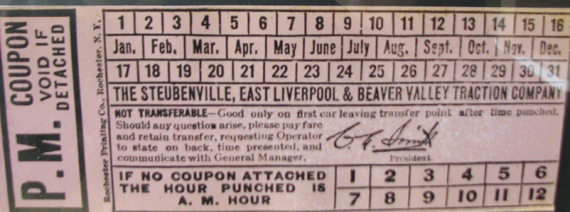 P.M. COUPON
VOID IF
DETACHED
Rochester Printing Co., Rochester, N. Y.
1 2 3 4 5 6 7 8 9 10 11 12 13 14 15 16
Jan. Feb. Mar. Apr. May June July Aug. Sept. Oct. Nov. Dec.
17 18 19 20 21 22 23 24 25 26 27 28 29 30 31
THE STEUBENVILLE, EAST LIVERPOOL & BEAVER VALLEY TRACTION COMPANY
NOT TRANSFERABLE—Good only on first car leaving transfer point after time punched.
Should any question arise, please pay fare
and retain transfer, requesting Operator
to state on back, time presented, and
communicate with General Manager.
Smith
President.
IF NO COUPON ATTACHED
THE HOUR PUNCHED IS
A. M. HOUR
1 2 3 4 5 6
7 8 9 10 11 12